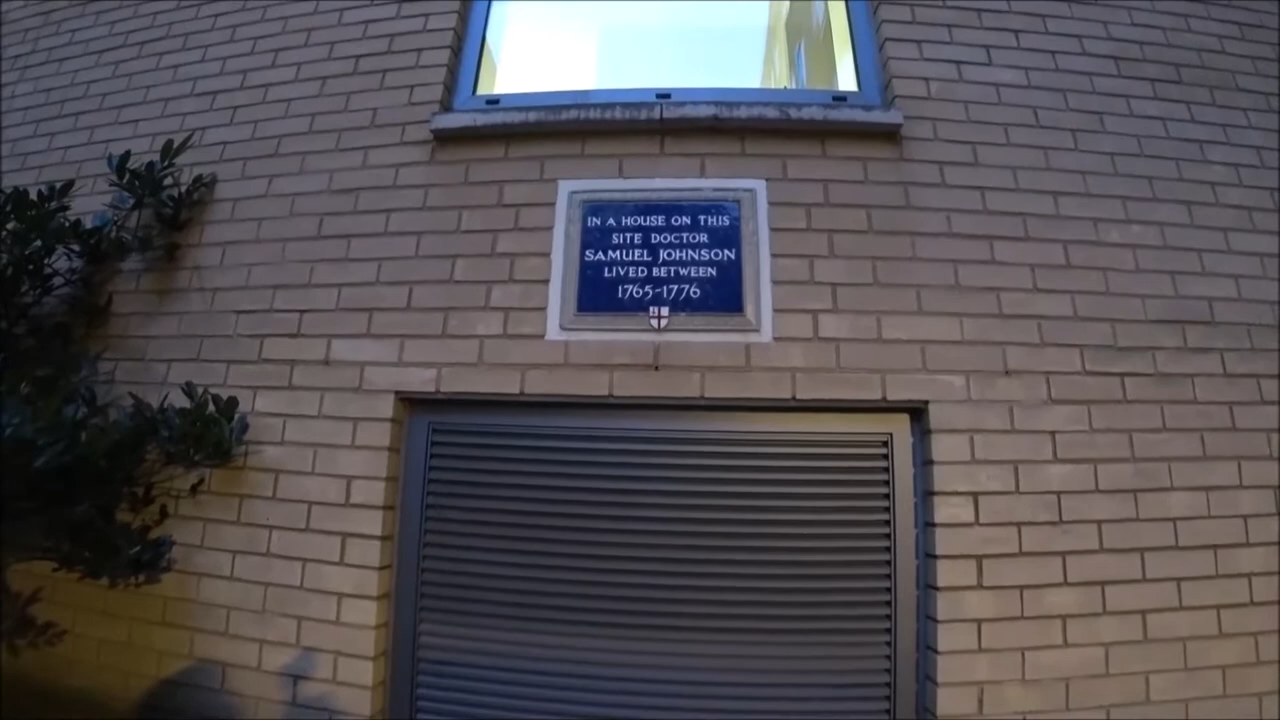 IN A HOUSE ON THIS
SITE DOCTOR
SAMUEL JOHNSON
LIVED BETWEEN
1765-1776